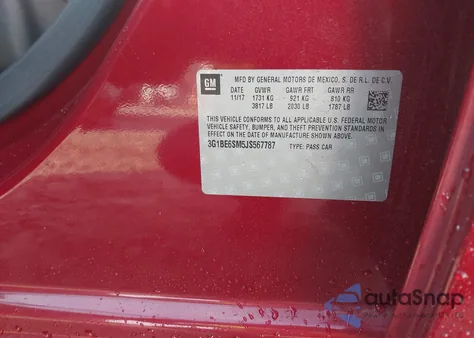 GM
MFD BY GENERAL MOTORS DE MEXICO, S. DE R.L. DE C.V.
DATE GVWR GAWR FRT GAWR RR
11/17 1731 KG 921 KG 810 KG
3817 LB 2030 LB 1787 LB
THIS VEHICLE CONFORMS TO ALL APPLICABLE U.S. FEDERAL MOTOR
VEHICLE SAFETY, BUMPER, AND THEFT PREVENTION STANDARDS IN
EFFECT ON THE DATE OF MANUFACTURE SHOWN ABOVE.
3G1BE6SM5JS567787
TYPE: PASS CAR
autoSnap